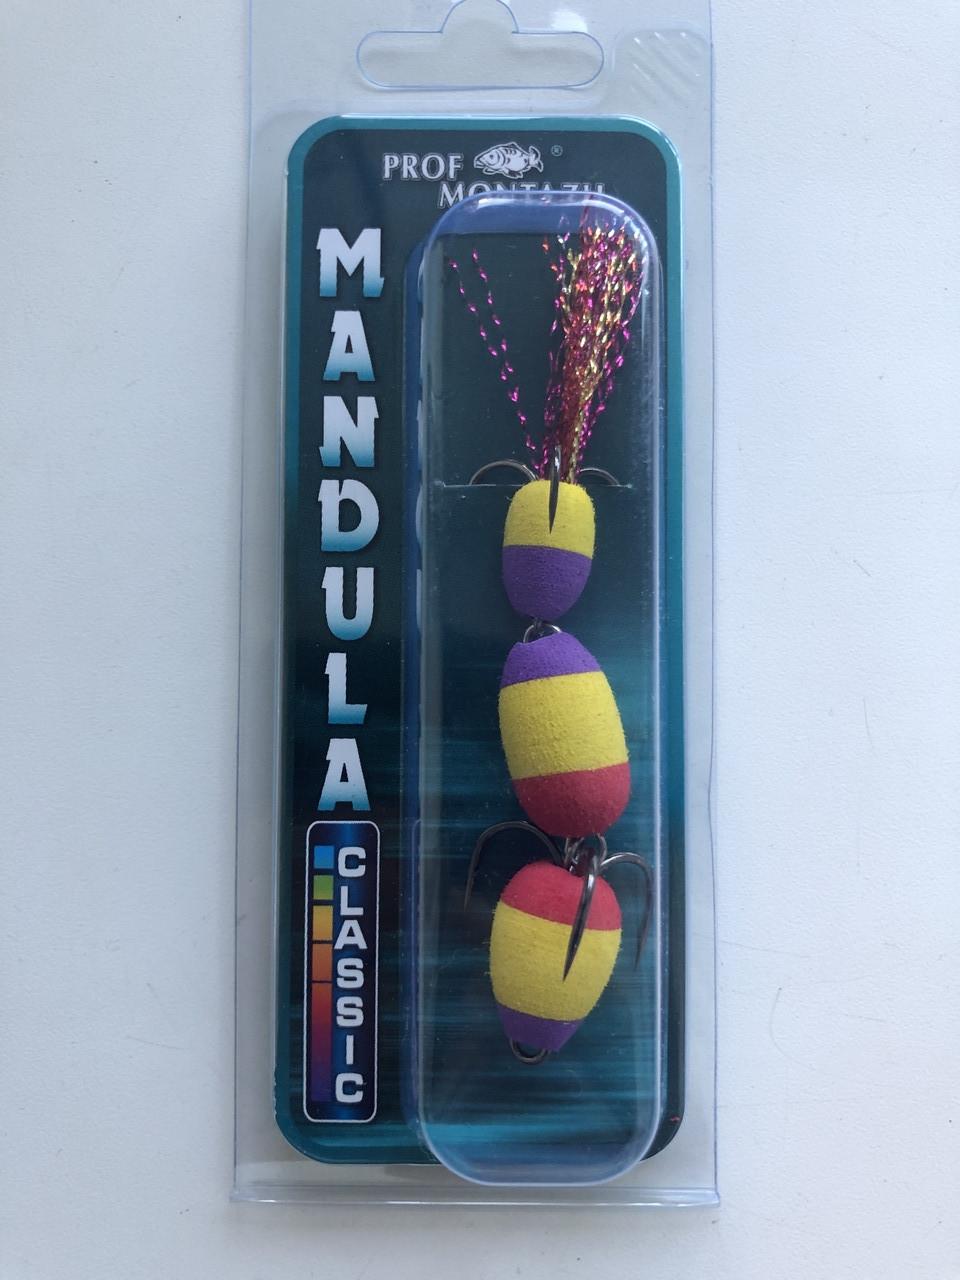 PROF ®
MONTAZH
MANDULA
CLASSIC